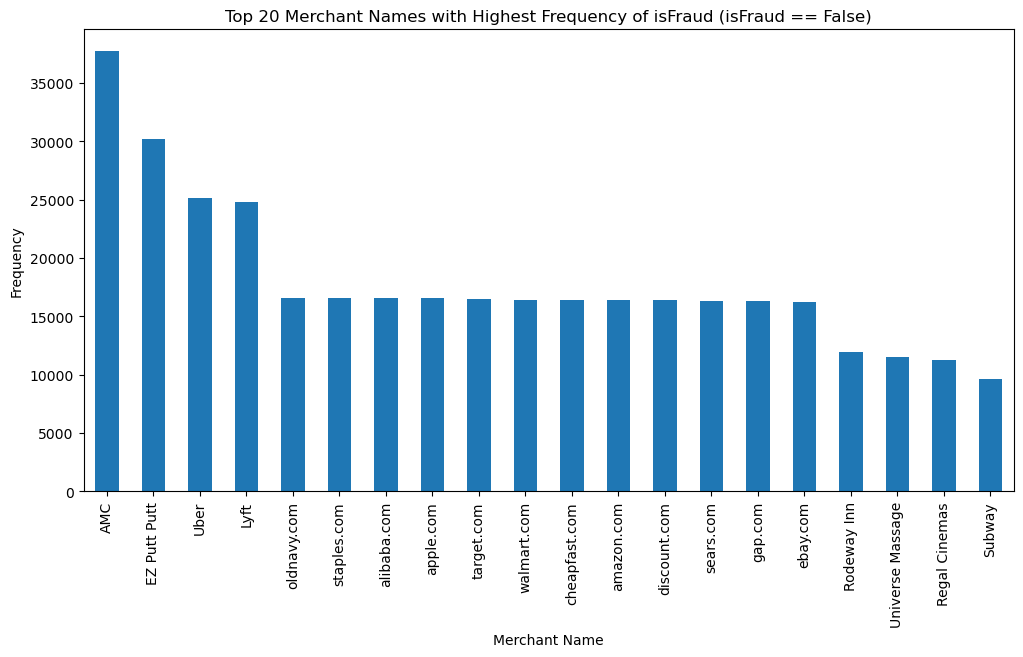 Top 20 Merchant Names with Highest Frequency of isFraud (isFraud == False)
Frequency
35000
30000
25000
20000
15000
10000
5000
0
AMC
EZ Putt Putt
Uber
Lyft
oldnavy.com
staples.com
alibaba.com
apple.com
target.com
walmart.com
cheapfast.com
amazon.com
discount.com
sears.com
gap.com
ebay.com
Rodeway Inn
Universe Massage
Regal Cinemas
Subway
Merchant Name